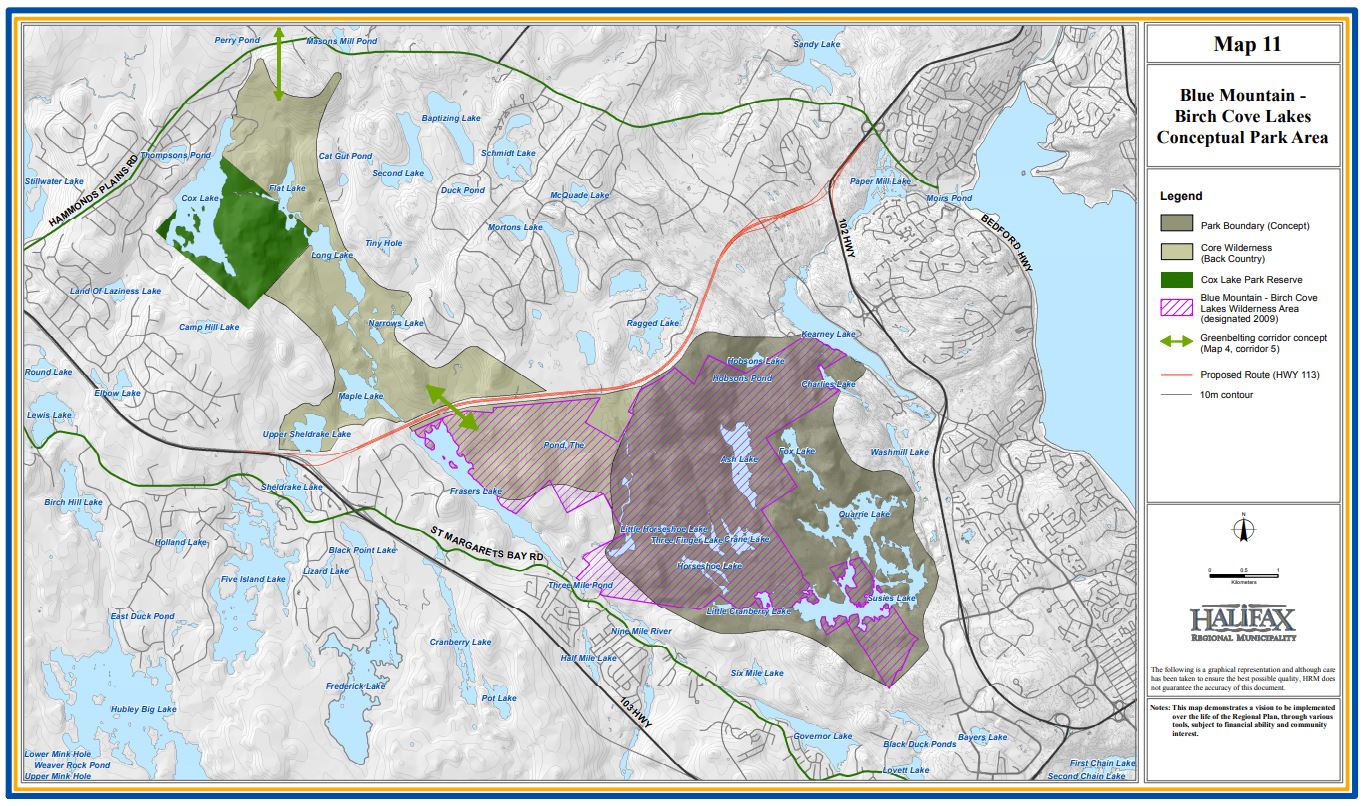 Perry Pond
Masons Mill Pond
Sandy Lake
Baptizing Lake
Thompsons Pond
Cat Gut Pond
Schmidt Lake
HAMMONDS PLAINS RD
Stillwater Lake
Second Lake
Paper Mill Lake
Flat Lake
Duck Pond
McQuade Lake
Moirs Pond
Cox Lake
Mortons Lake
102 HWY
BEDFORD HWY
Tiny Hole
Long Lake
Land Of Laziness Lake
Camp Hill Lake
Narrows Lake
Ragged Lake
Kearney Lake
Hobsons Lake
Round Lake
Hobsons Pond
Charlies Lake
Elbow Lake
Maple Lake
Lewis Lake
Upper Sheldrake Lake
Pond, The
Fox Lake
Washmill Lake
Ash Lake
Sheldrake Lake
Frasers Lake
Birch Hill Lake
Quarrie Lake
ST MARGARETS BAY RD
Little Horseshoe Lake
Three Finger Lake
Crane Lake
Holland Lake
Black Point Lake
Horseshoe Lake
Lizard Lake
Five Island Lake
Three Mile Pond
Susies Lake
Little Cranberry Lake
East Duck Pond
Nine Mile River
Cranberry Lake
Half Mile Lake
Six Mile Lake
Frederick Lake
Pot Lake
103 HWY
Hubley Big Lake
Governor Lake
Bayers Lake
Black Duck Ponds
Lower Mink Hole
Weaver Rock Pond
Upper Mink Hole
Lovett Lake
First Chain Lake
Second Chain Lake
Map 11
Blue Mountain -
Birch Cove Lakes
Conceptual Park Area
Legend
Park Boundary (Concept)
Core Wilderness
(Back Country)
Cox Lake Park Reserve
Blue Mountain - Birch Cove
Lakes Wilderness Area
(designated 2009)
Greenbelting corridor concept
(Map 4, corridor 5)
Proposed Route (HWY 113)
10m contour
N
0 0.5 1
Kilometers
HALIFAX
REGIONAL MUNICIPALITY
The following is a graphical representation and although care
has been taken to ensure the best possible quality, HRM does
not guarantee the accuracy of this document.
Notes: This map demonstrates a vision to be implemented
over the life of the Regional Plan, through various
tools, subject to financial ability and community
interest.